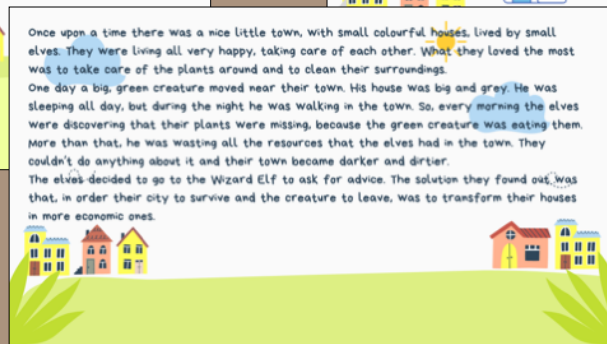 Once upon a time there was a nice little town, with small colourful houses, lived by small
elves. They were living all very happy, taking care of each other. What they loved the most
was to take care of the plants around and to clean their surroundings.
One day a big, green creature moved near their town. His house was big and grey. He was
sleeping all day, but during the night he was walking in the town. So, every morning the elves
were discovering that their plants were missing, because the green creature was eating them.
More than that, he was wasting all the resources that the elves had in the town. They
couldn't do anything about it and their town became darker and dirtier.
The elves decided to go to the Wizard Elf to ask for advice. The solution they found out was
that, in order their city to survive and the creature to leave, was to transform their houses
in more economic ones.